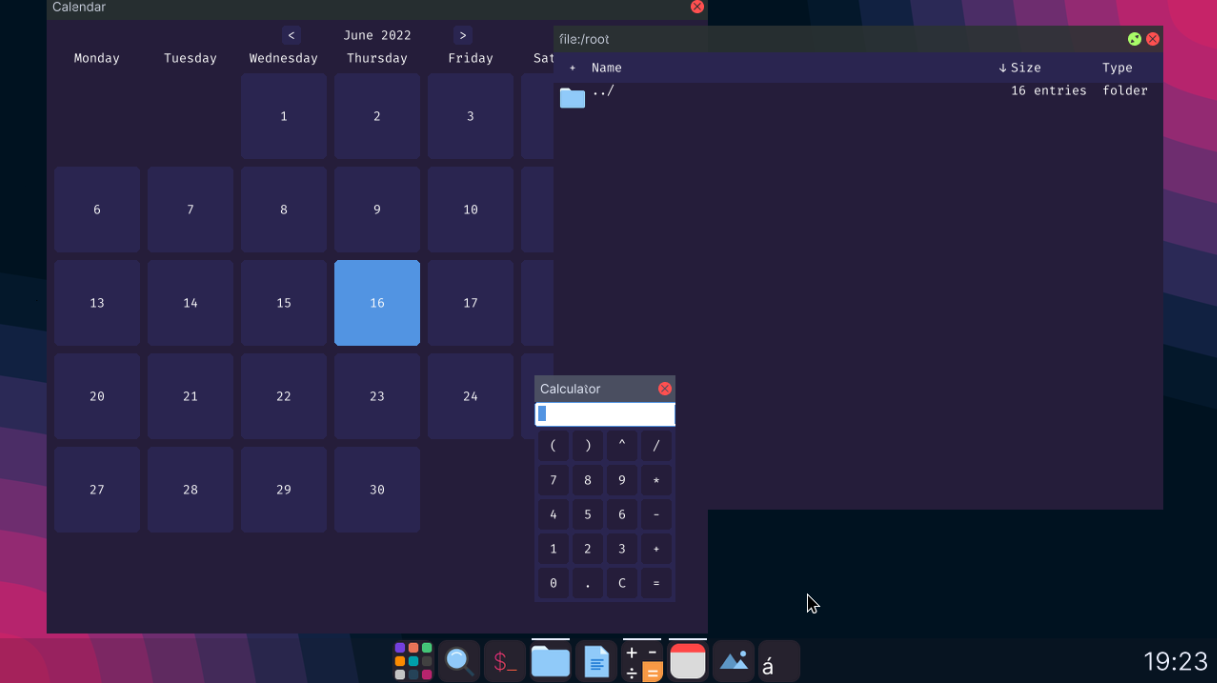 Calendar
< June 2022 >
Monday Tuesday Wednesday Thursday Friday Sat
1 2 3
6 7 8 9 10
13 14 15 16 17
20 21 22 23 24
27 28 29 30
file:/root
+ Name ↓ Size Type
../ 16 entries folder
Calculator
( ) ^ /
7 8 9 *
4 5 6 -
1 2 3 +
0 . C =
$_
+ -
÷ =
á
19:23